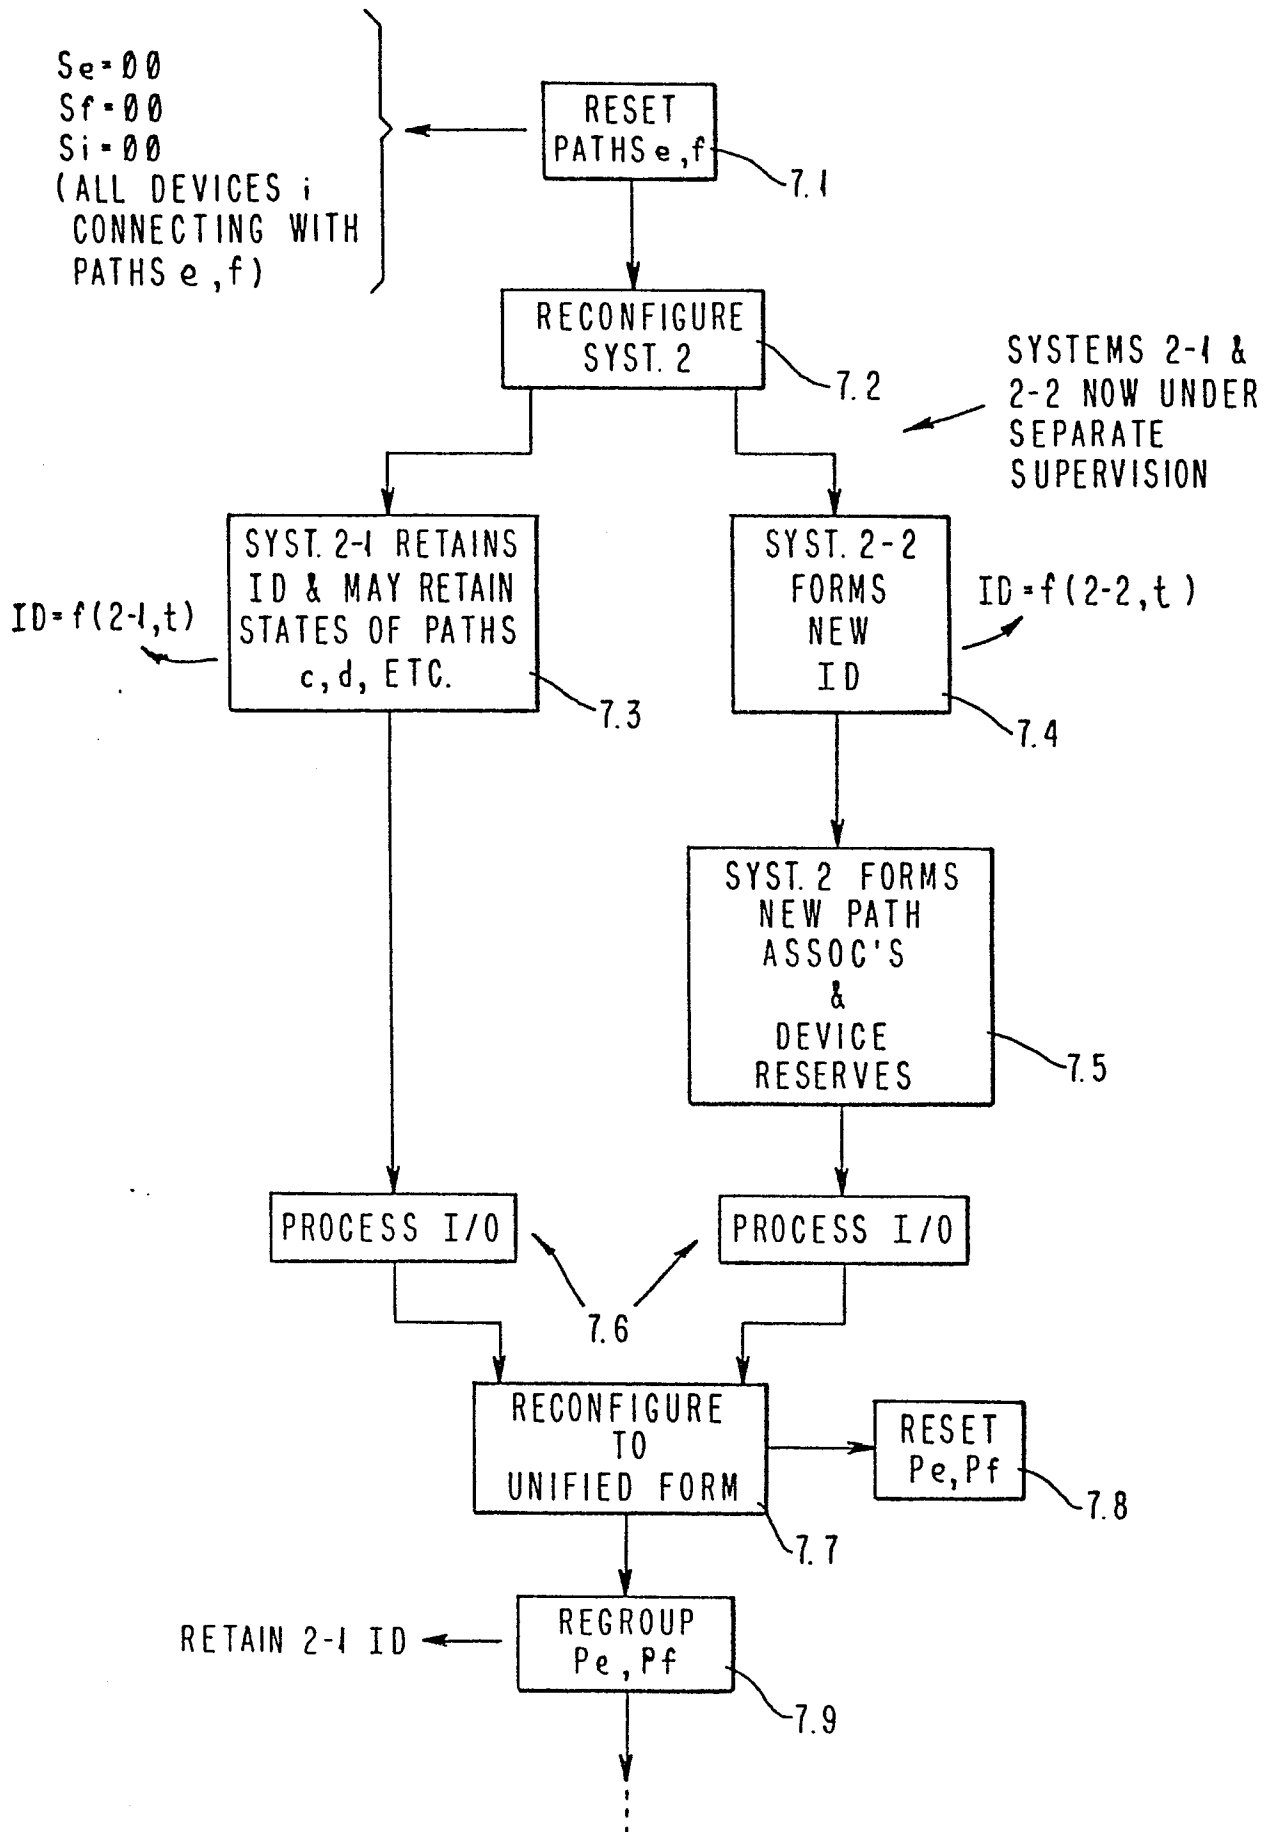 Se=00
Sf=00
Si=00
(ALL DEVICES i
CONNECTING WITH
PATHS e,f)
RESET
PATHS e,f
7.1
RECONFIGURE
SYST. 2
7.2
SYSTEMS 2-1 &
2-2 NOW UNDER
SEPARATE
SUPERVISION
SYST. 2-1 RETAINS
ID & MAY RETAIN
STATES OF PATHS
c,d, ETC.
ID=f(2-1,t)
7.3
SYST. 2-2
FORMS
NEW
ID
ID=f(2-2,t)
7.4
SYST. 2 FORMS
NEW PATH
ASSOC'S
&
DEVICE
RESERVES
7.5
PROCESS I/O
PROCESS I/O
7.6
RECONFIGURE
TO
UNIFIED FORM
7.7
RESET
Pe,Pf
7.8
RETAIN 2-1 ID
REGROUP
Pe,Pf
7.9